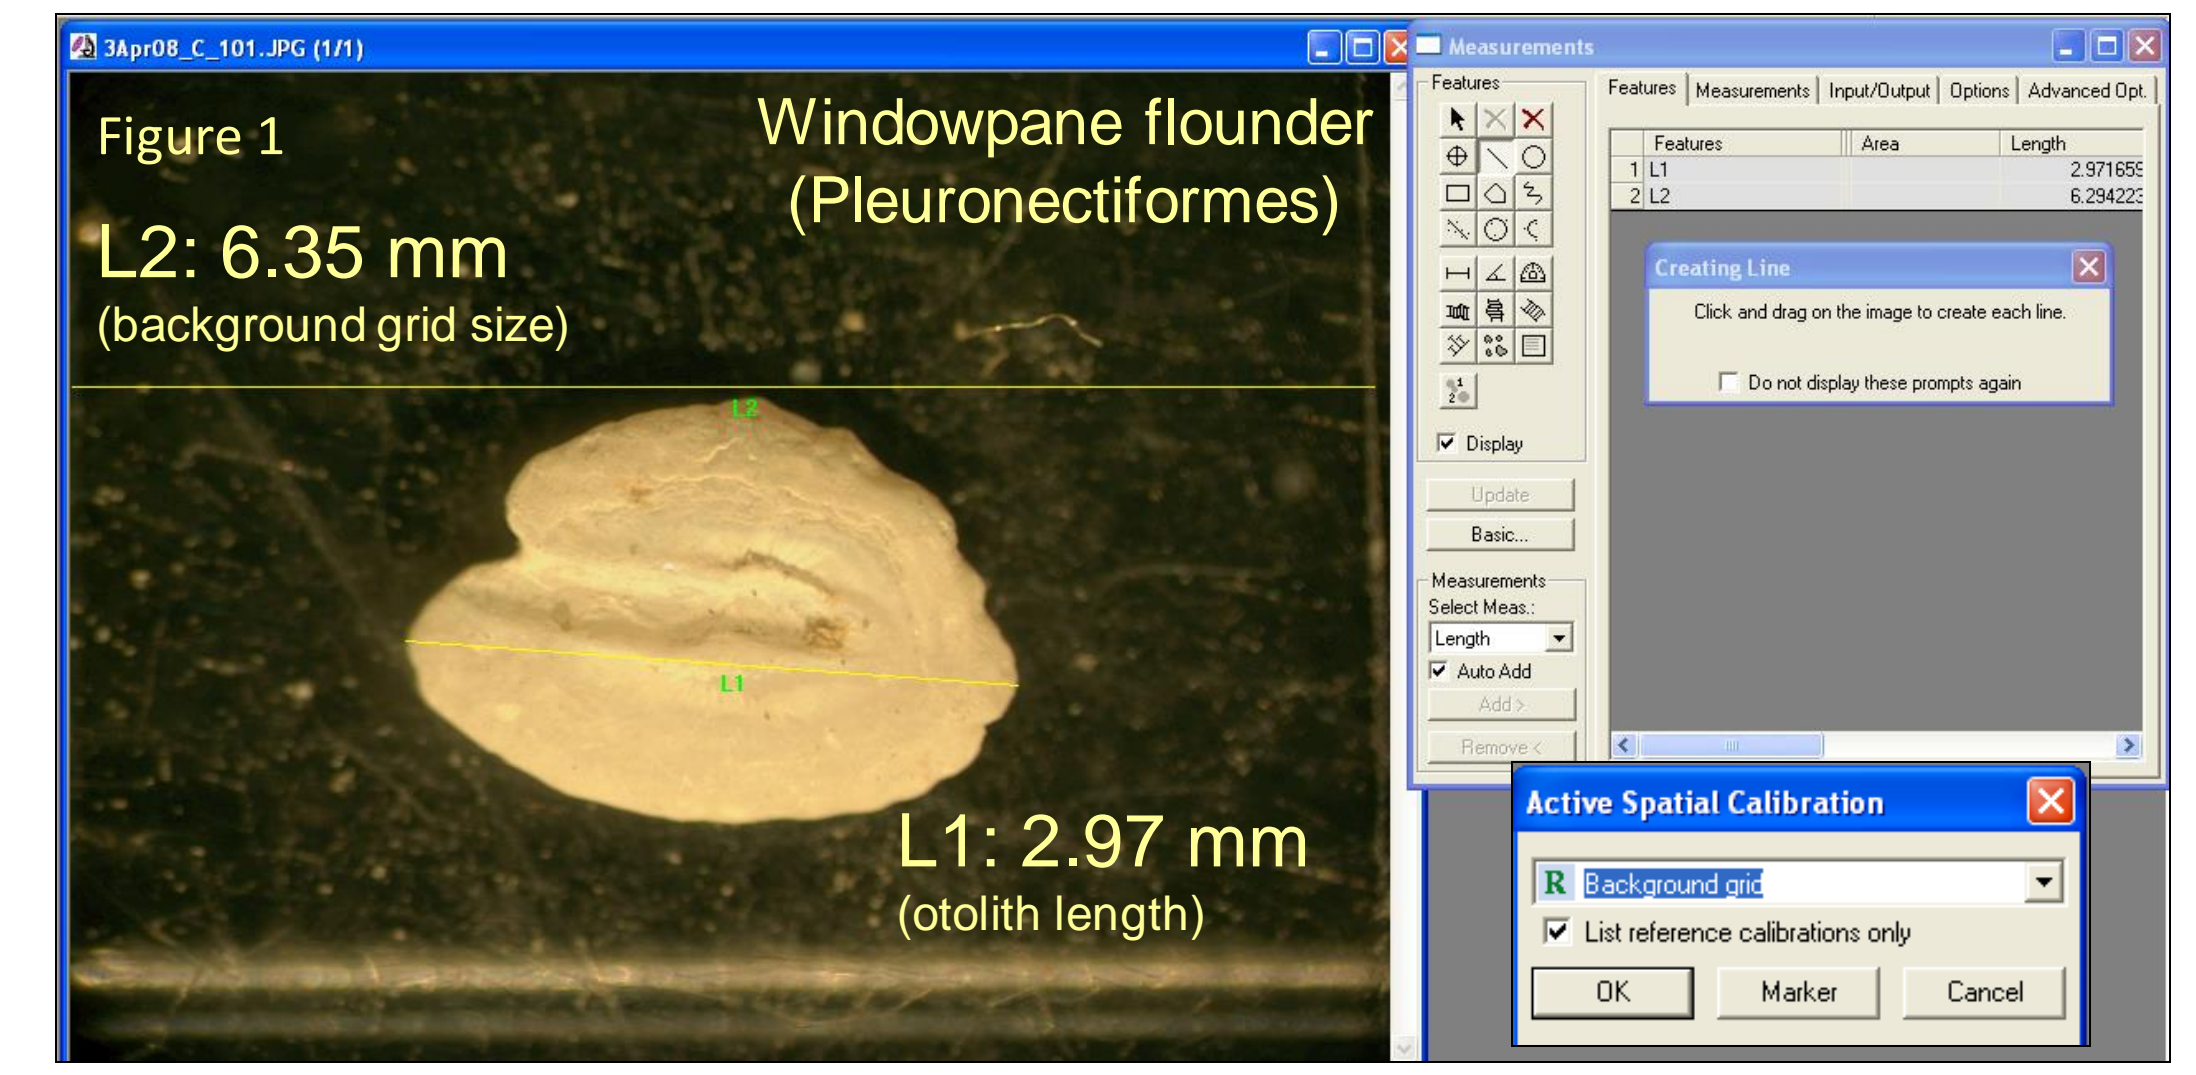 3Apr08_C_101.JPG (1/1)
Figure 1
Windowpane flounder
(Pleuronectiformes)
L2: 6.35 mm
(background grid size)
L2
L1
L1: 2.97 mm
(otolith length)
Measurements
Features
Display
Update
Basic...
Measurements
Select Meas.:
Length
Auto Add
Add >
Remove <
Features Measurements Input/Output Options Advanced Opt.
Features Area Length
1 L1 2.971659
2 L2 6.294223
Creating Line
Click and drag on the image to create each line.
Do not display these prompts again
Active Spatial Calibration
R Background grid
List reference calibrations only
OK Marker Cancel